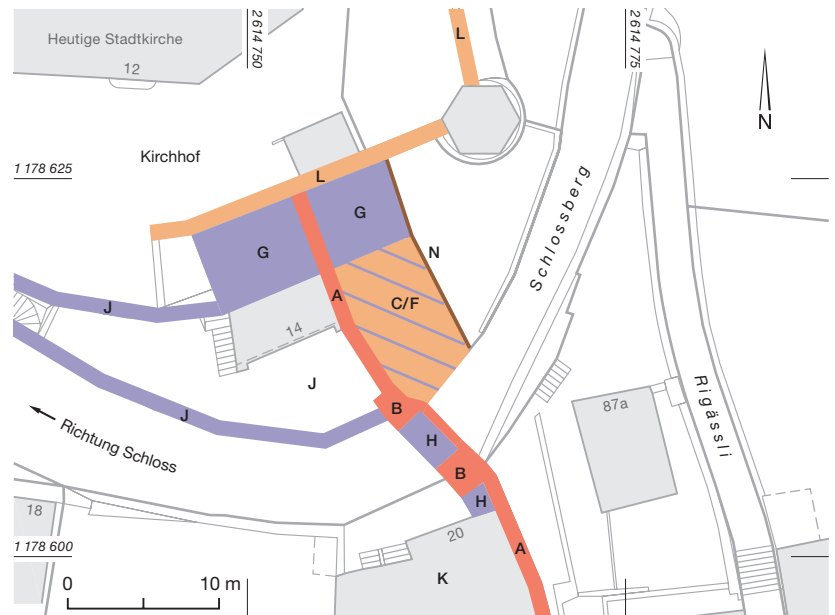 2 614 750
2 614 775
L
Heutige Stadtkirche
12
N
Kirchhof
1 178 625
L
Schlossberg
G
G
N
A
C/F
J
14
J
J
Rigässli
87a
B
Richtung Schloss
H
B
H
18
20
A
1 178 600
K
0
10 m